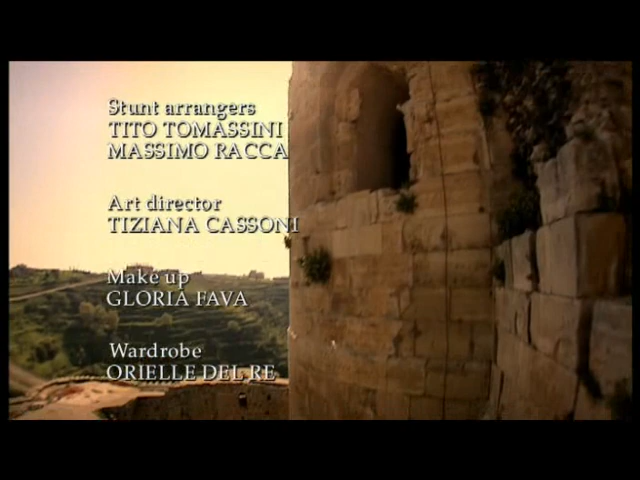 Stunt arrangers
TITO TOMASSINI
MASSIMO RACCA
Art director
TIZIANA CASSONI
Make up
GLORIA FAVA
Wardrobe
ORIELLE DEL RE